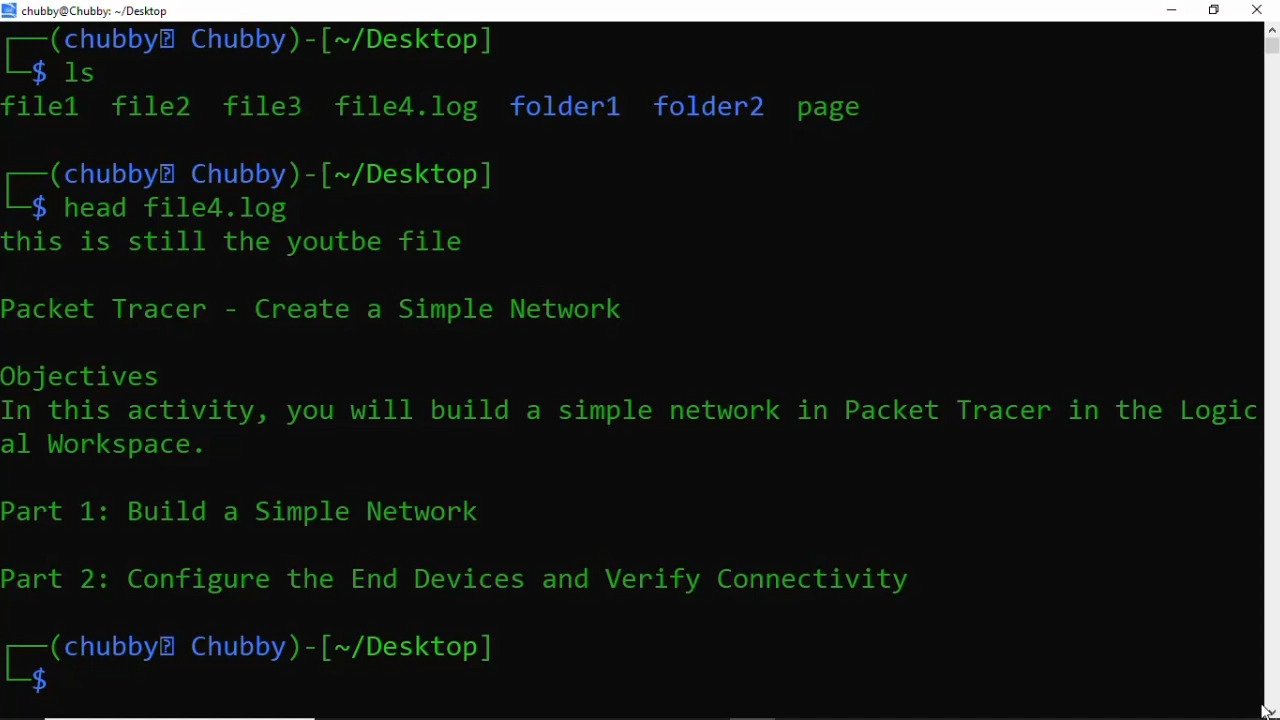 chubby@Chubby: ~/Desktop
┌──(chubby Chubby)-[~/Desktop]
└─$ ls
file1  file2  file3  file4.log  folder1  folder2  page
┌──(chubby Chubby)-[~/Desktop]
└─$ head file4.log
this is still the youtbe file
Packet Tracer - Create a Simple Network
Objectives
In this activity, you will build a simple network in Packet Tracer in the Logic
al Workspace.
Part 1: Build a Simple Network
Part 2: Configure the End Devices and Verify Connectivity
┌──(chubby Chubby)-[~/Desktop]
└─$